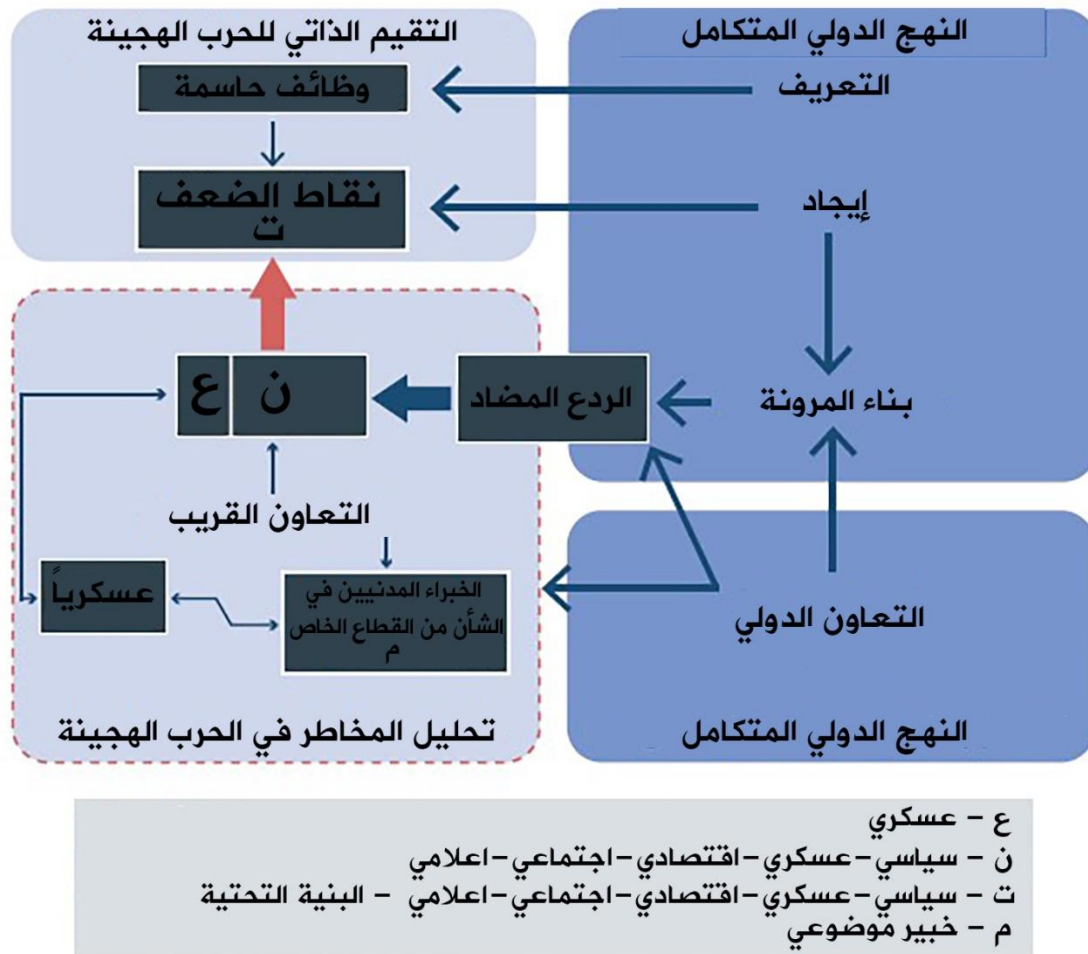 النهج الدولي المتكامل
التقيم الذاتي للحرب الهجينة
التعريف
وظائف حاسمة
إيجاد
نقاط الضعف
ت
بناء المرونة
الردع المضاد
ن
ع
التعاون القريب
الخبراء المدنيين في
الشأن من القطاع الخاص
م
عسكرياً
التعاون الدولي
النهج الدولي المتكامل
تحليل المخاطر في الحرب الهجينة
ع – عسكري
ن – سياسي-عسكري-اقتصادي-اجتماعي-اعلامي
ت – سياسي-عسكري-اقتصادي-اجتماعي-اعلامي – البنية التحتية
م – خبير موضوعي